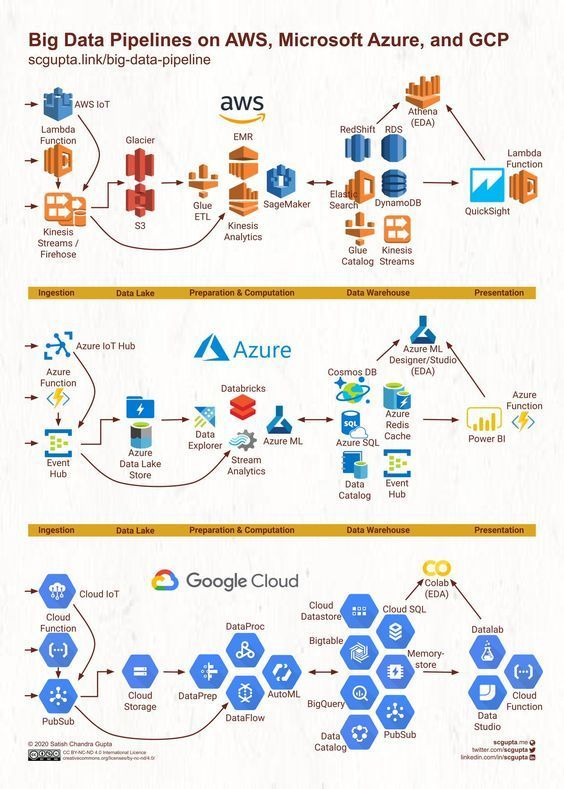 Big Data Pipelines on AWS, Microsoft Azure, and GCP
scgupta.link/big-data-pipeline
aws
AWS IoT
Lambda
Function
Kinesis
Streams /
Firehose
Glacier
S3
Glue
ETL
EMR
Kinesis
Analytics
SageMaker
RedShift
RDS
Elastic
Search
DynamoDB
Glue
Catalog
Kinesis
Streams
Athena
(EDA)
QuickSight
Lambda
Function
Ingestion
Data Lake
Preparation & Computation
Data Warehouse
Presentation
Azure
Azure IoT Hub
Azure
Function
Event
Hub
Azure
Data Lake
Store
Data
Explorer
Databricks
Stream
Analytics
Azure ML
Cosmos DB
SQL
Azure SQL
Azure
Redis
Cache
Data
Catalog
Event
Hub
Azure ML
Designer/Studio
(EDA)
Power BI
Azure
Function
Ingestion
Data Lake
Preparation & Computation
Data Warehouse
Presentation
Google Cloud
Cloud IoT
Cloud
Function
PubSub
Cloud
Storage
DataPrep
DataProc
DataFlow
AutoML
Cloud
Datastore
Cloud SQL
Bigtable
Memory-
store
BigQuery
Data
Catalog
PubSub
CO
Colab
(EDA)
Datalab
Data
Studio
Cloud
Function
© 2020 Satish Chandra Gupta
CC BY-NC-ND 4.0 International Licence
creativecommons.org/licenses/by-nc-nd/4.0/
scgupta.me
twitter.com/scgupta
linkedin.com/in/scgupta